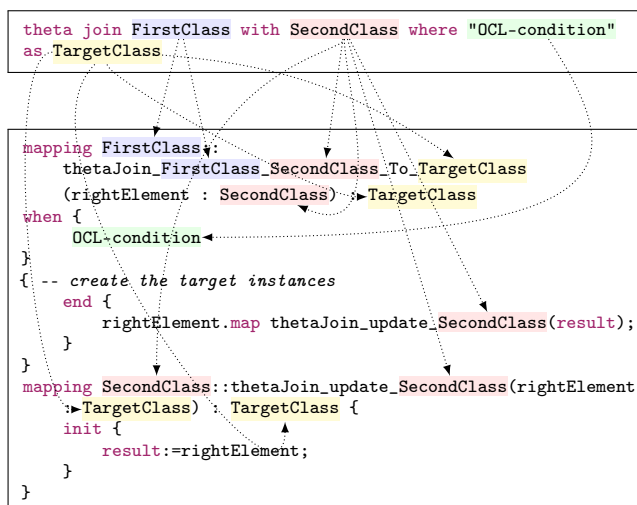 theta join FirstClass with SecondClass where "OCL-condition"
as TargetClass
mapping FirstClass::
thetaJoin_FirstClass_SecondClass_To_TargetClass
(rightElement : SecondClass) : TargetClass
when {
OCL-condition
}
{ -- create the target instances
end {
rightElement.map thetaJoin_update_SecondClass(result);
}
}
mapping SecondClass::thetaJoin_update_SecondClass(rightElement
: TargetClass) : TargetClass {
init {
result:=rightElement;
}
}